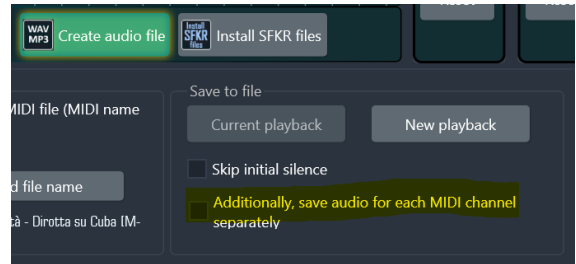 WAV
MP3
Create audio file
Install
SFKR
files
Install SFKR files
Save to file
MIDI file (MIDI name
Current playback
New playback
Skip initial silence
d file name
Additionally, save audio for each MIDI channel
separately
tà - Dirotta su Cuba [M-